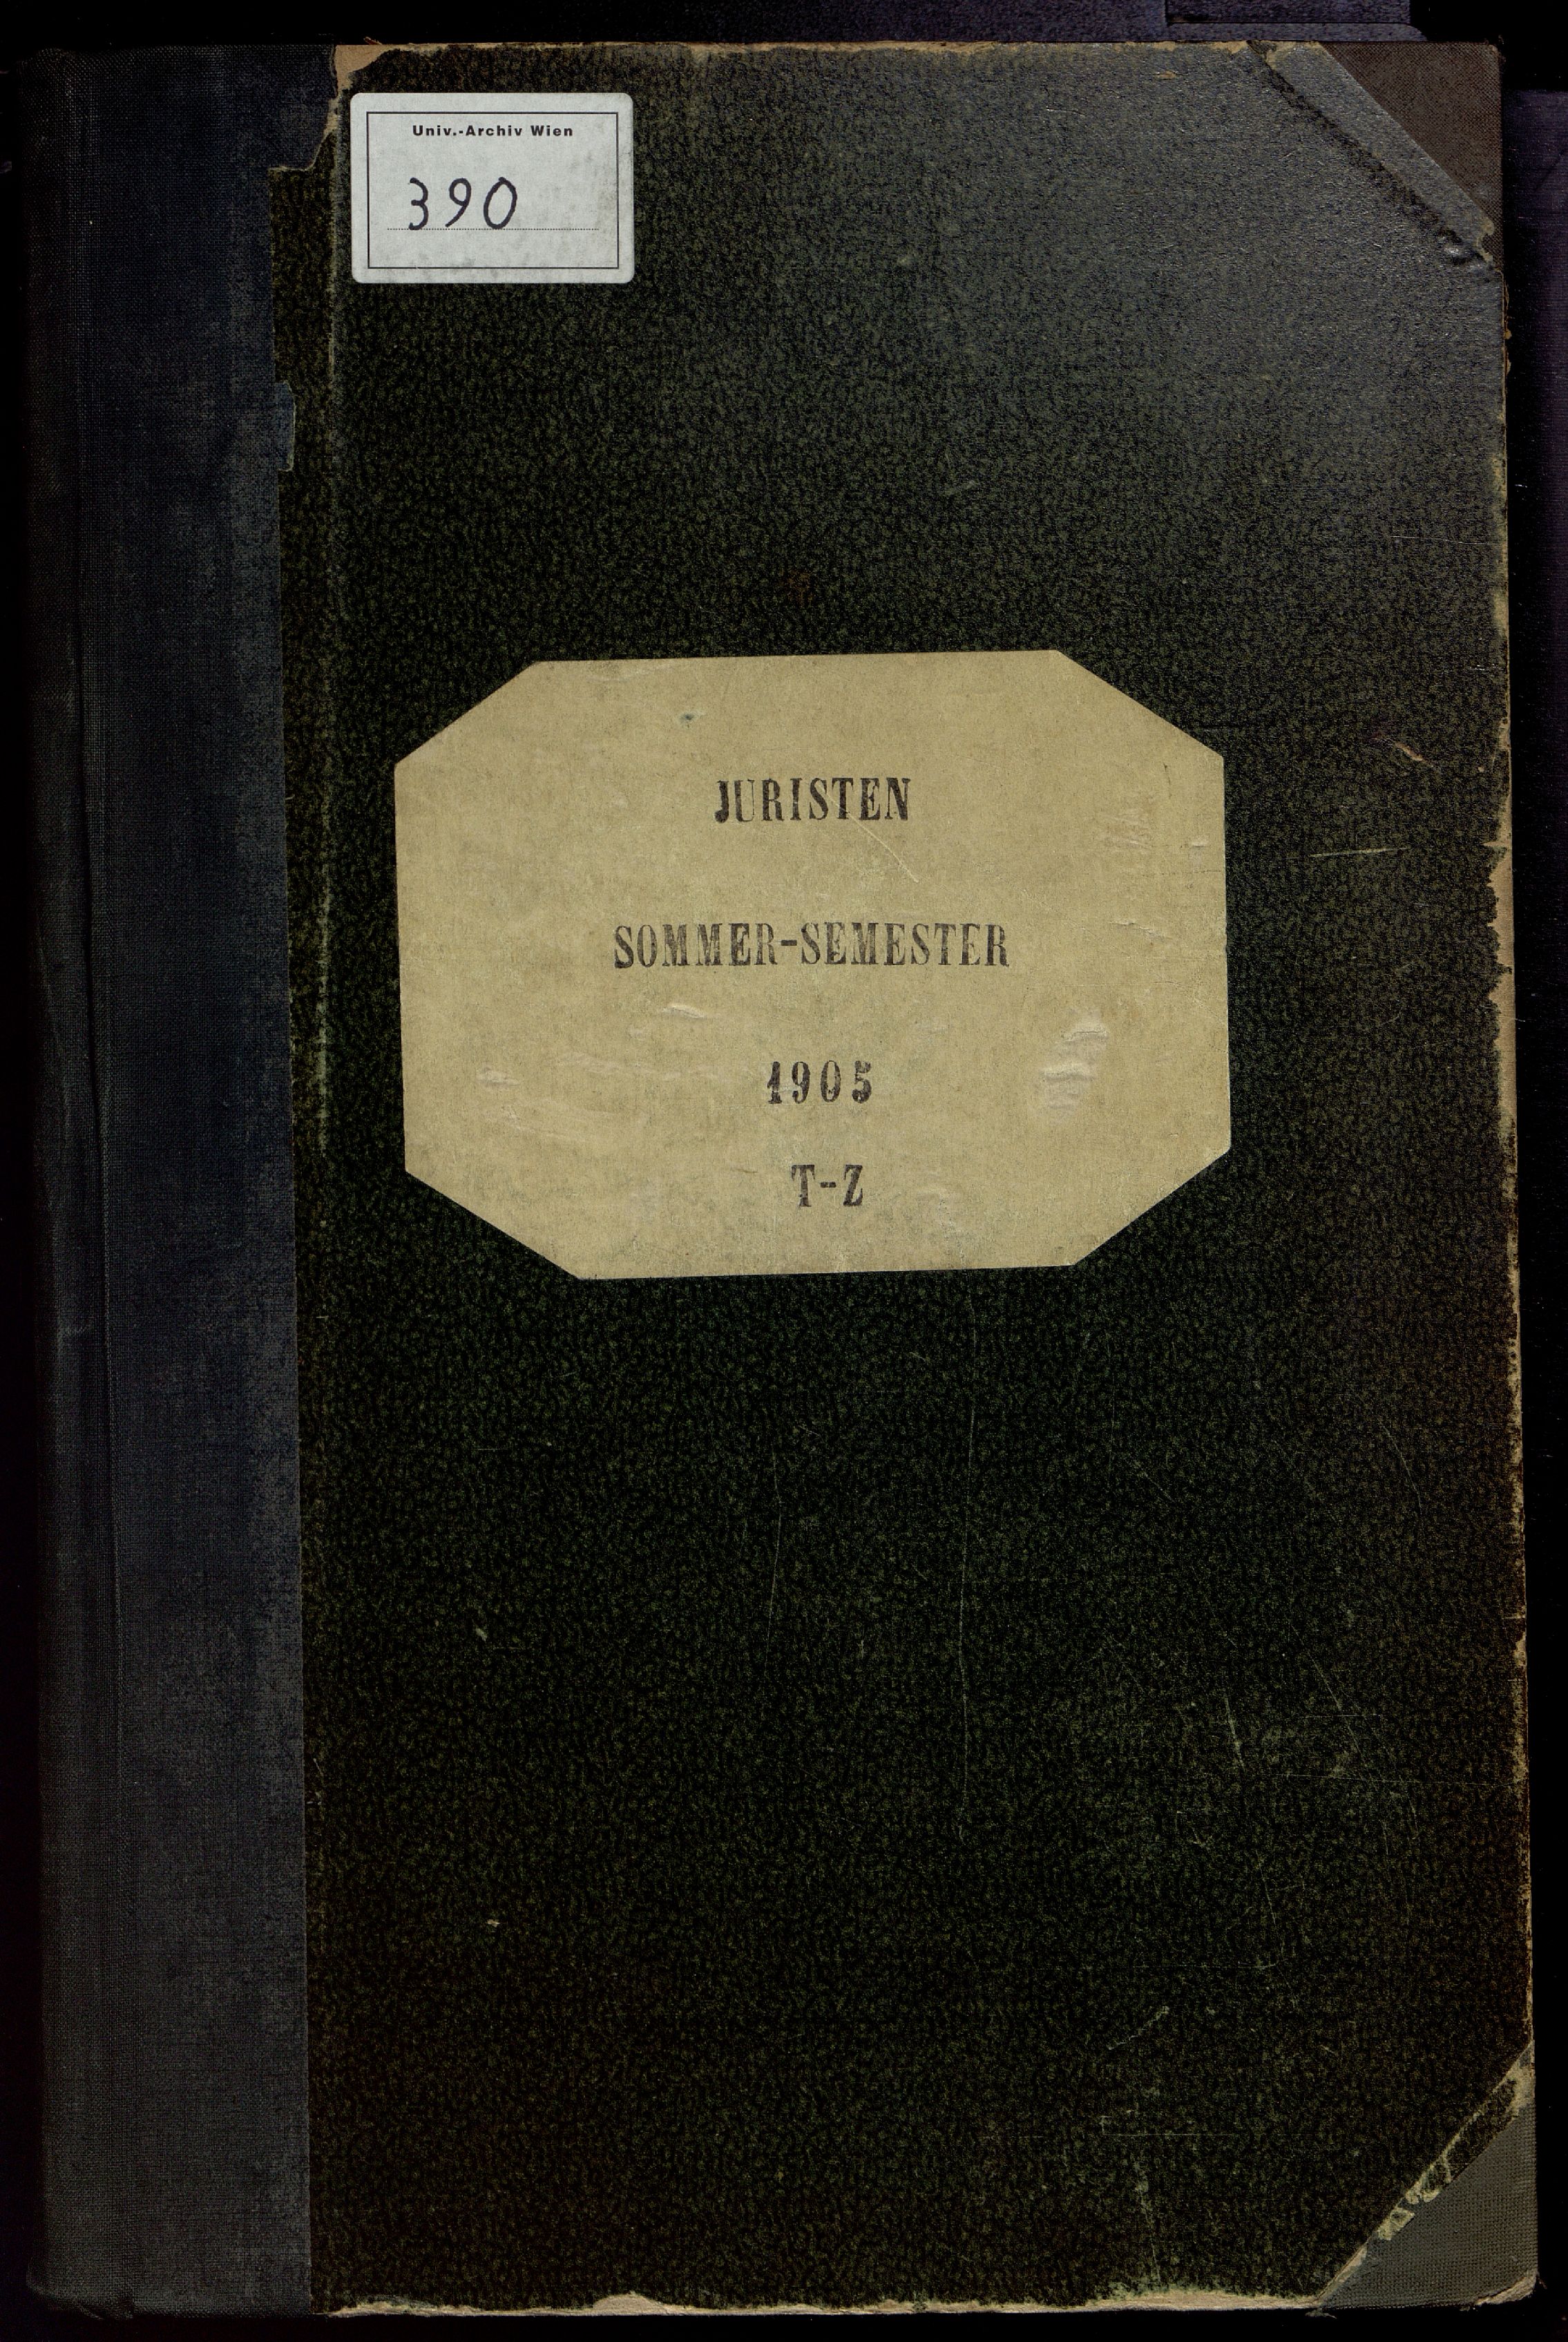 Univ.-Archiv Wien
390
JURISTEN
SOMMER-SEMESTER
1905
T-Z